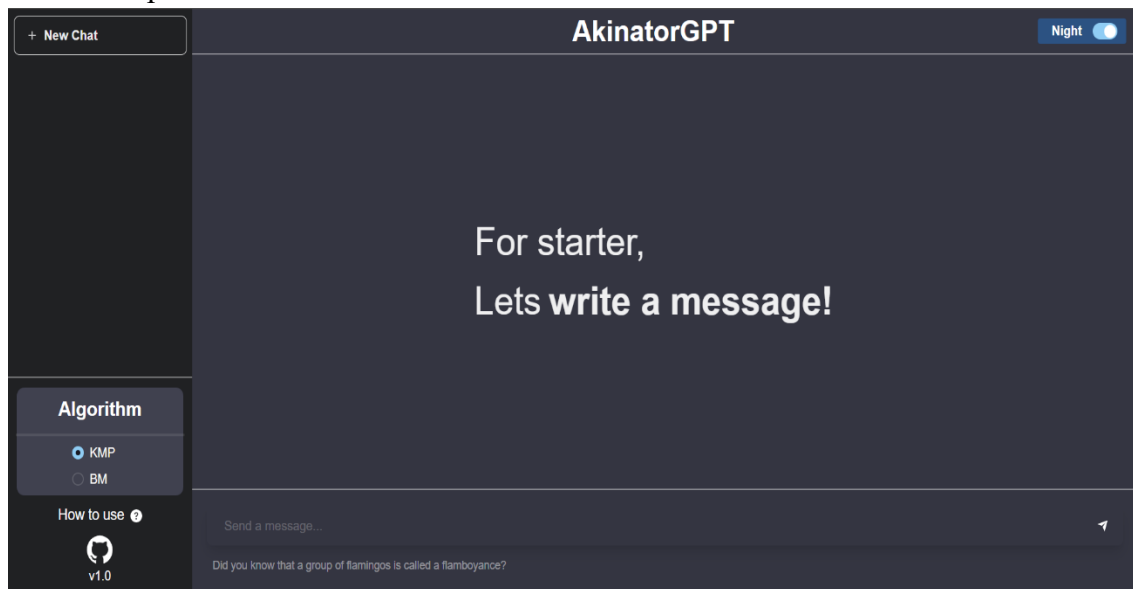 + New Chat
AkinatorGPT
Night
For starter,
Lets write a message!
Algorithm
KMP
BM
How to use ?
v1.0
Send a message...
Did you know that a group of flamingos is called a flamboyance?